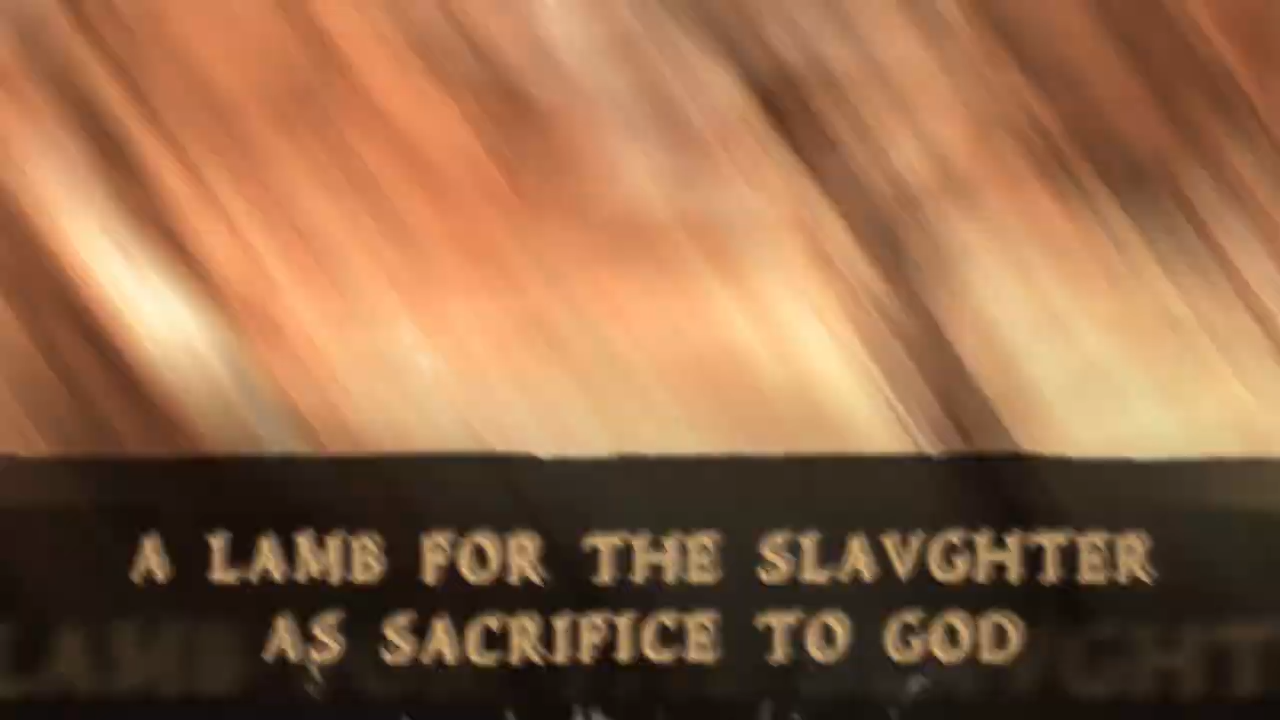 A LAMB FOR THE SLAVGHTER
AS SACRIFICE TO GOD